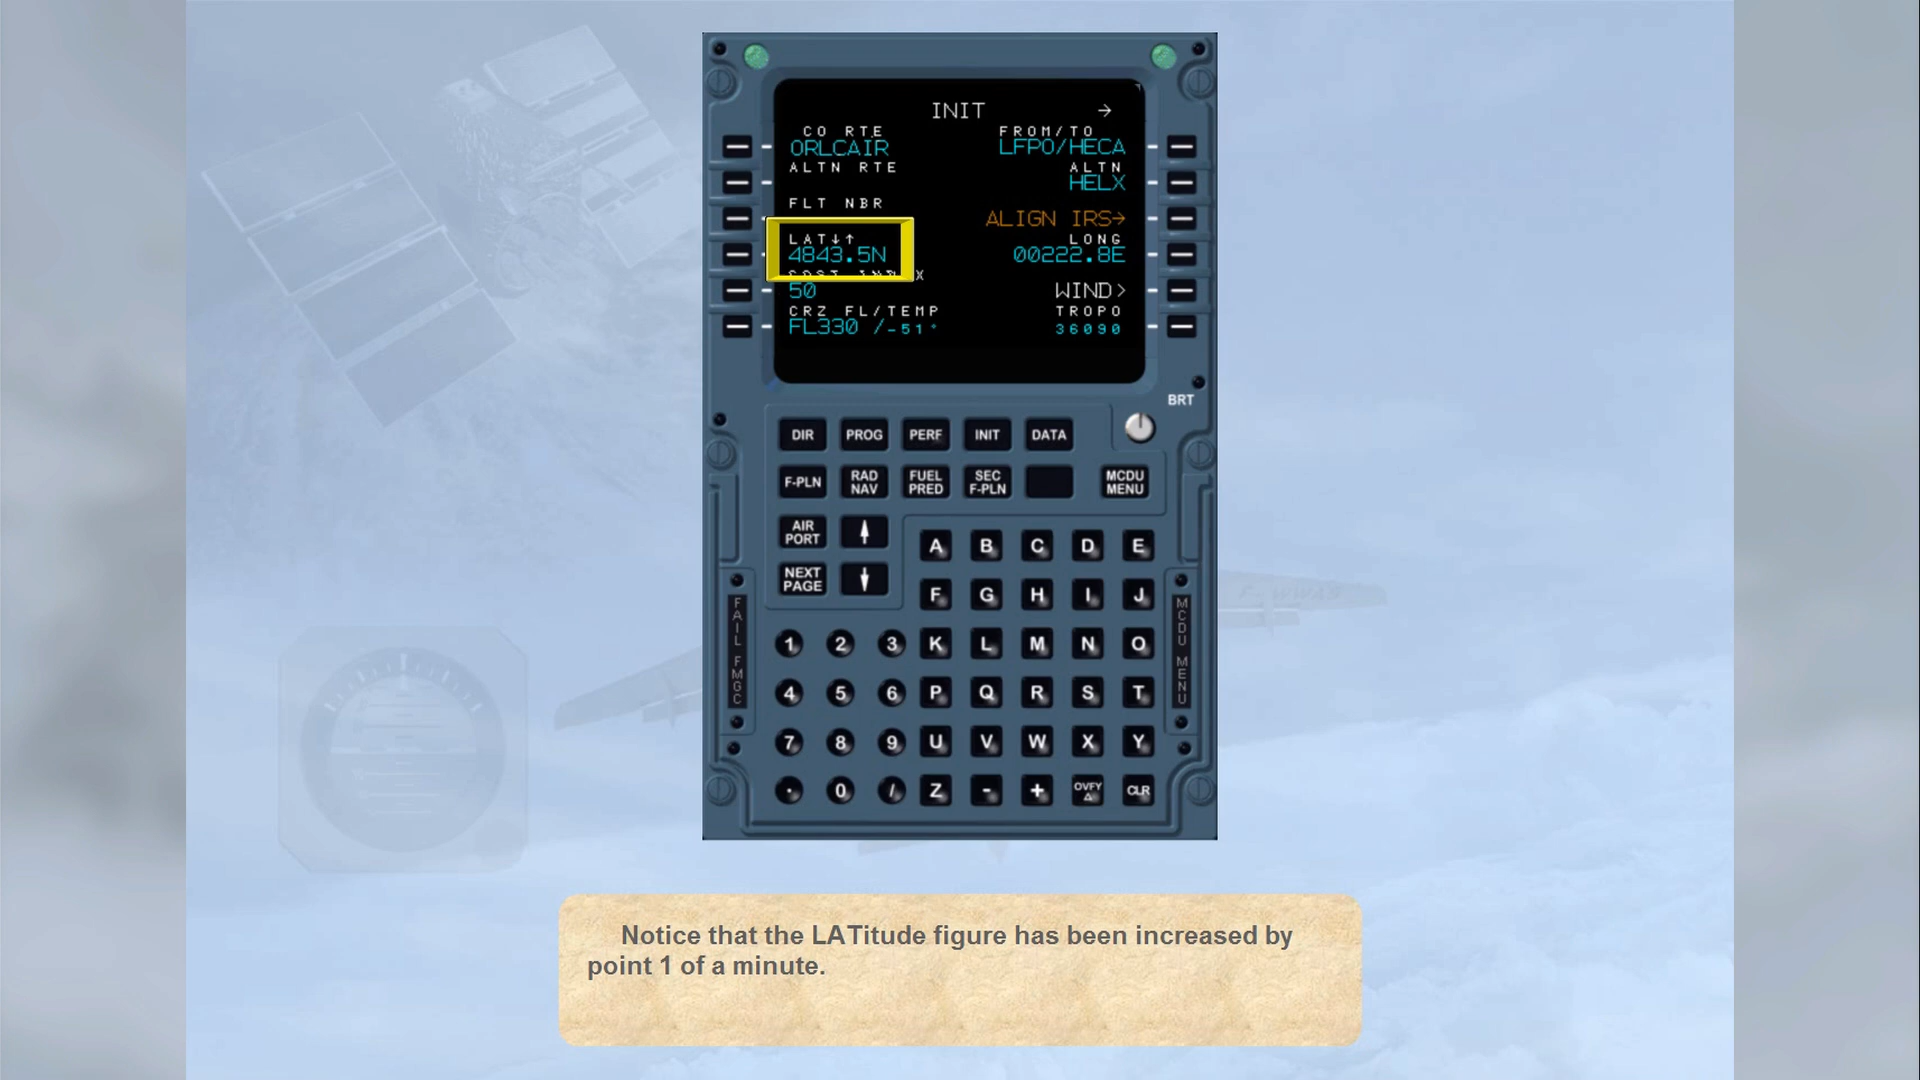 INIT →
CO RTE FROM/TO
ORLCAIR LFPO/HECA
ALTN RTE ALTN
HELX
FLT NBR
ALIGN IRS→
LAT↓↑ LONG
4843.5N 00222.8E
50 WIND>
CRZ FL/TEMP TROPO
FL330 /-51° 36090
BRT
DIR PROG PERF INIT DATA
F-PLN RAD NAV FUEL PRED SEC F-PLN MCDU MENU
AIR PORT
NEXT PAGE
A B C D E
F G H I J
1 2 3 K L M N O
4 5 6 P Q R S T
7 8 9 U V W X Y
. 0 / Z - + OVFY Δ CLR
FAIL FMGC
MCDU MENU
Notice that the LATitude figure has been increased by
point 1 of a minute.